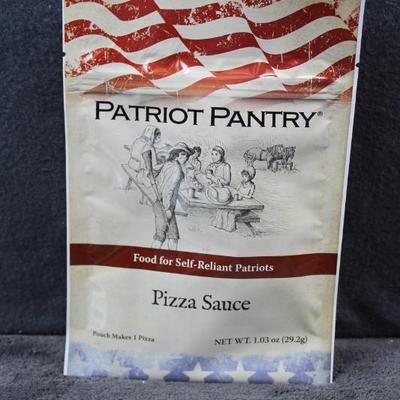 PATRIOT PANTRY®
Food for Self-Reliant Patriots
Pizza Sauce
Pouch Makes 1 Pizza
NET WT. 1.03 oz (29.2g)